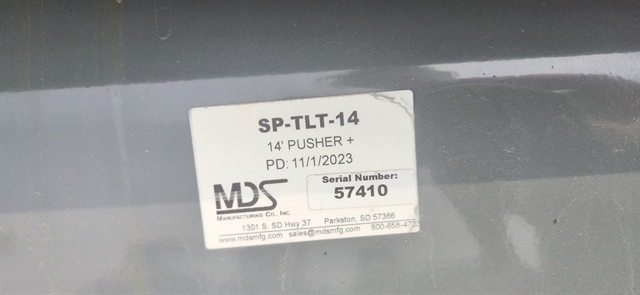 SP-TLT-14
14' PUSHER +
PD: 11/1/2023
Serial Number:
57410
MDS
MANUFACTURING CO., INC.
1301 S. SD Hwy 37 Parkston, SD 57366
www.mdsmfg.com sales@mdsmfg.com